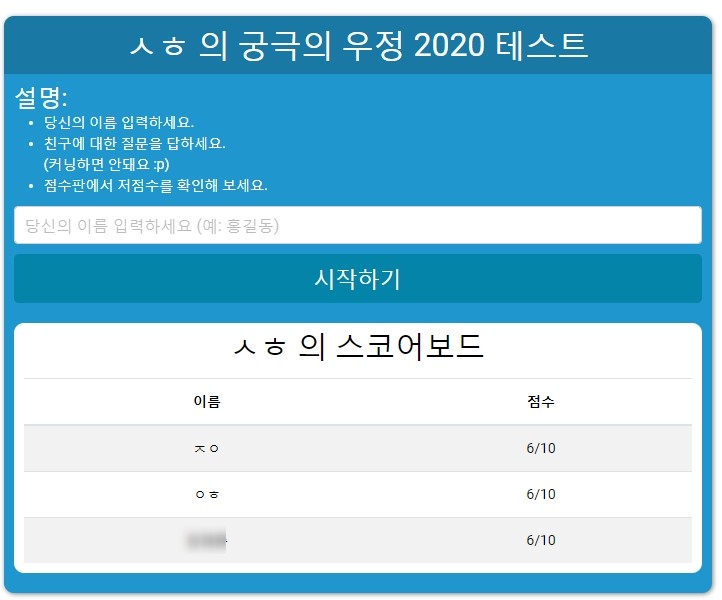 ㅅㅎ 의 궁극의 우정 2020 테스트
설명:
• 당신의 이름 입력하세요.
• 친구에 대한 질문을 답하세요.
(커닝하면 안돼요 :p)
• 점수판에서 저점수를 확인해 보세요.
당신의 이름 입력하세요 (예: 홍길동)
시작하기
ㅅㅎ 의 스코어보드
이름 점수
ㅈㅇ 6/10
ㅇㅎ 6/10
6/10